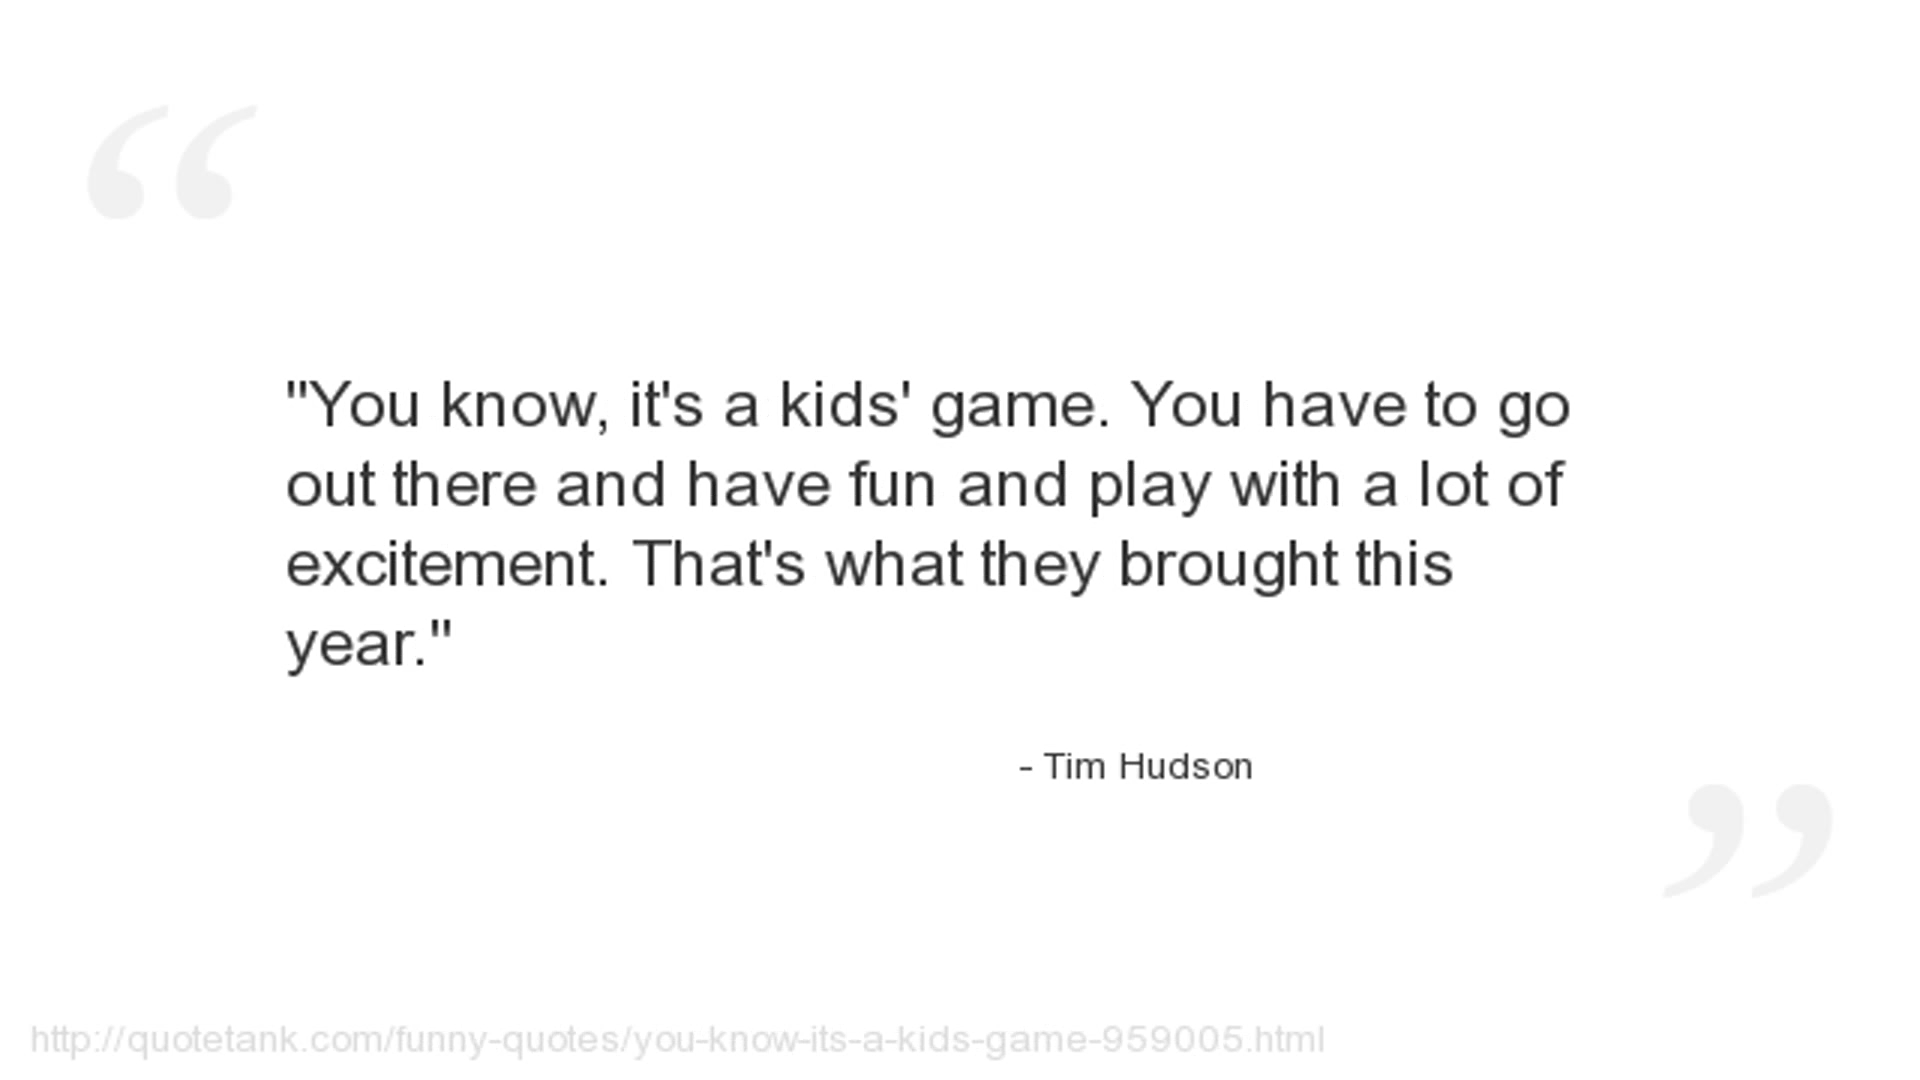 "You know, it's a kids' game. You have to go
out there and have fun and play with a lot of
excitement. That's what they brought this
year."
- Tim Hudson
http://quotetank.com/funny-quotes/you-know-its-a-kids-game-959005.html